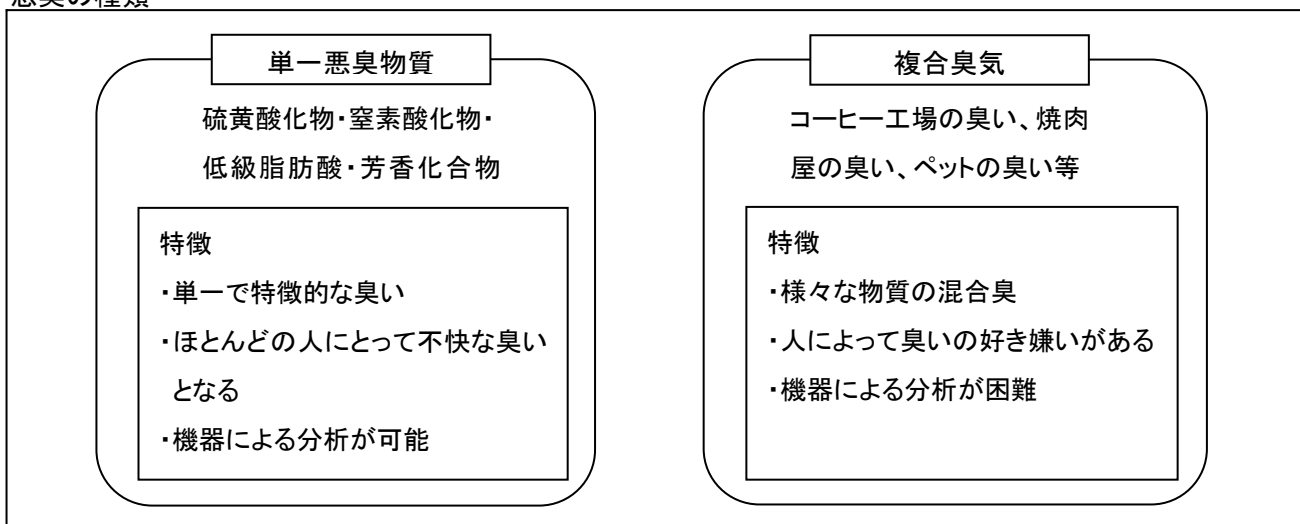 悪臭の種類
単一悪臭物質
硫黄酸化物・窒素酸化物・
低級脂肪酸・芳香化合物
特徴
・単一で特徴的な臭い
・ほとんどの人にとって不快な臭い
となる
・機器による分析が可能
複合臭気
コーヒー工場の臭い、焼肉
屋の臭い、ペットの臭い等
特徴
・様々な物質の混合臭
・人によって臭いの好き嫌いがある
・機器による分析が困難